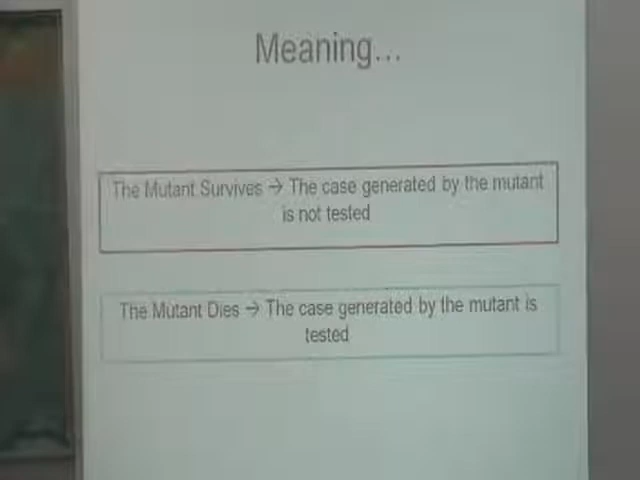 Meaning...
The Mutant Survives → The case generated by the mutant
is not tested
The Mutant Dies → The case generated by the mutant is
tested